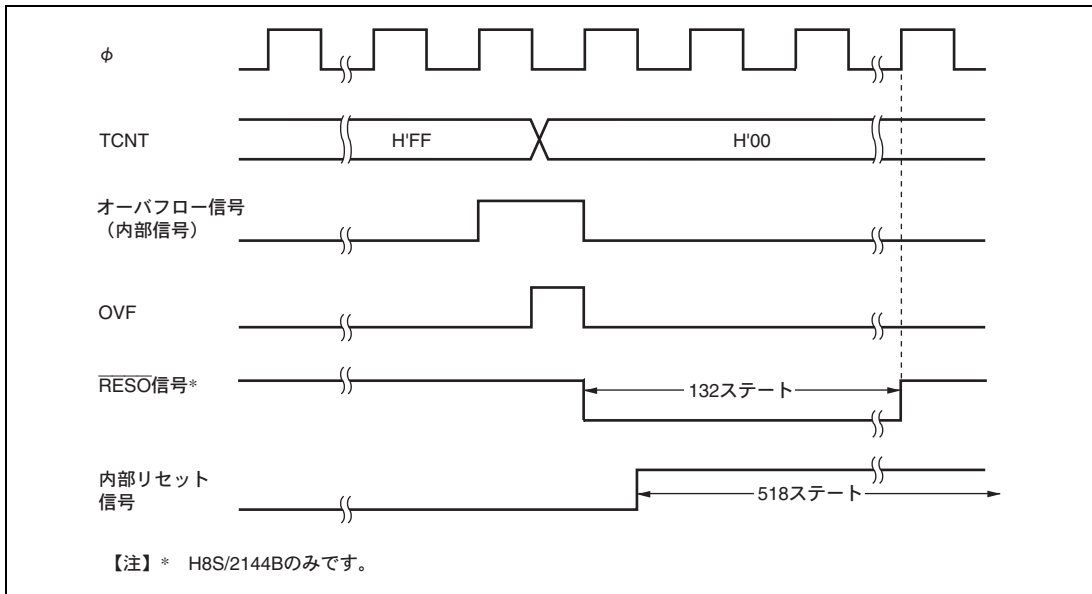 φ
TCNT
H'FF
H'00
オーバフロー信号
（内部信号）
OVF
RESO信号*
132ステート
内部リセット
信号
518ステート
【注】* H8S/2144Bのみです。